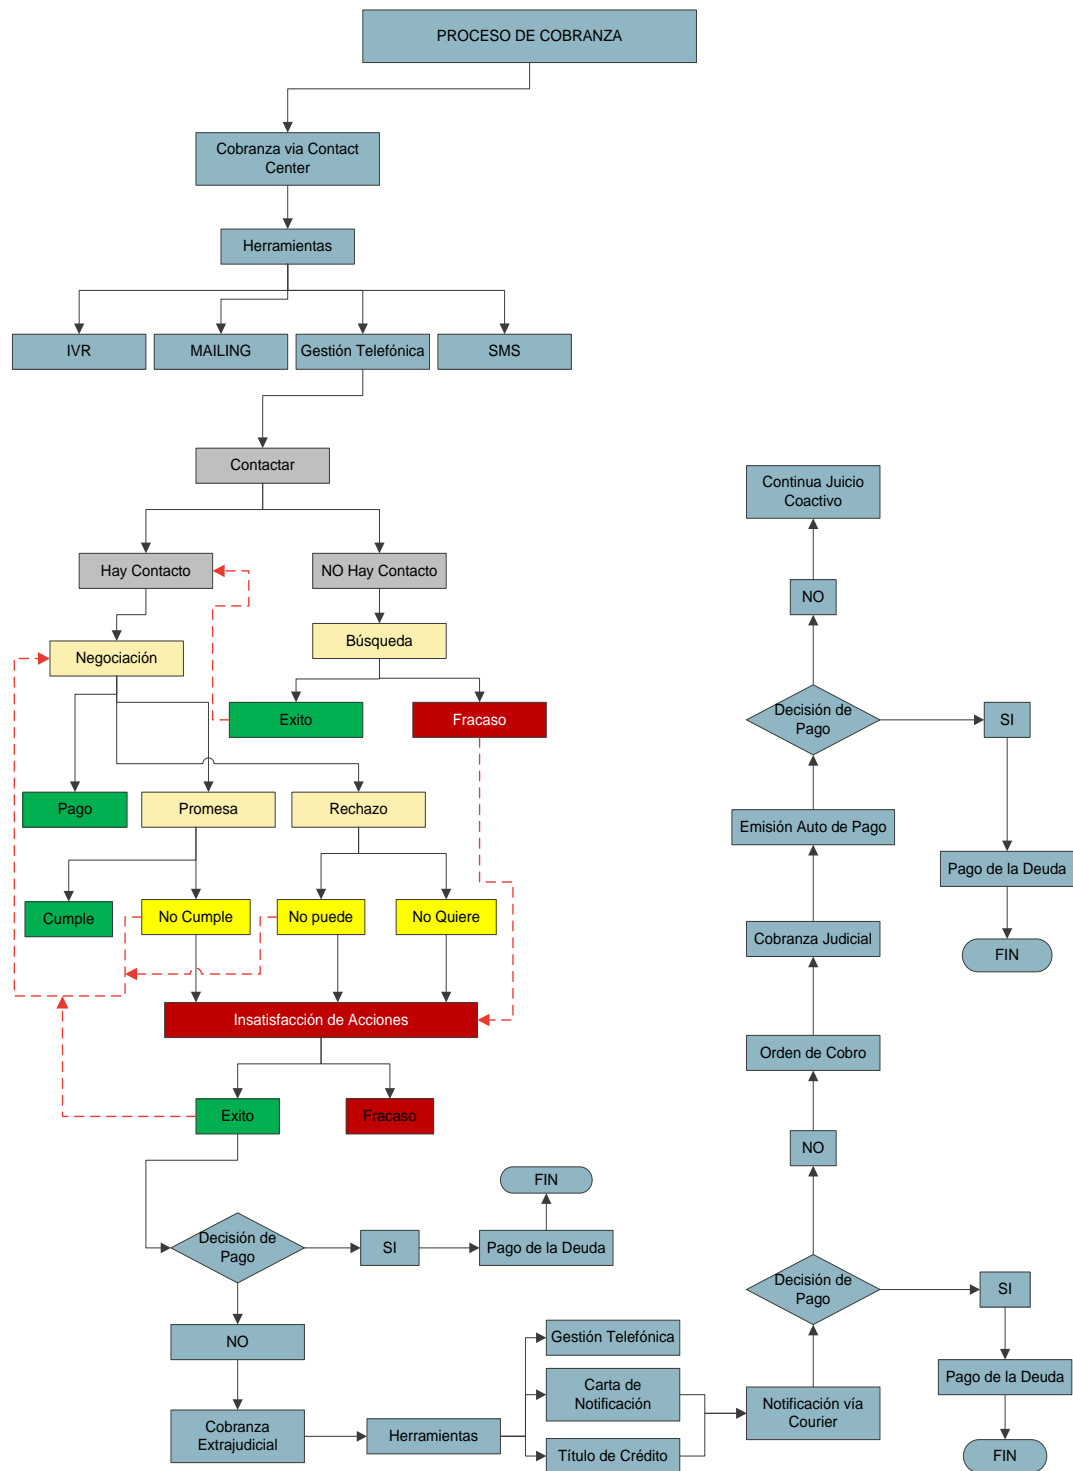 PROCESO DE COBRANZA
Cobranza via Contact
Center
Herramientas
IVR
MAILING
Gestión Telefónica
SMS
Contactar
Hay Contacto
NO Hay Contacto
Negociación
Búsqueda
Exito
Fracaso
Pago
Promesa
Rechazo
Cumple
No Cumple
No puede
No Quiere
Insatisfacción de Acciones
Exito
Fracaso
Decisión de
Pago
SI
Pago de la Deuda
FIN
NO
Cobranza
Extrajudicial
Herramientas
Gestión Telefónica
Carta de
Notificación
Título de Crédito
Notificación vía
Courier
Decisión de
Pago
SI
Pago de la Deuda
FIN
NO
Orden de Cobro
Cobranza Judicial
Emisión Auto de Pago
Decisión de
Pago
SI
Pago de la Deuda
FIN
NO
Continua Juicio
Coactivo